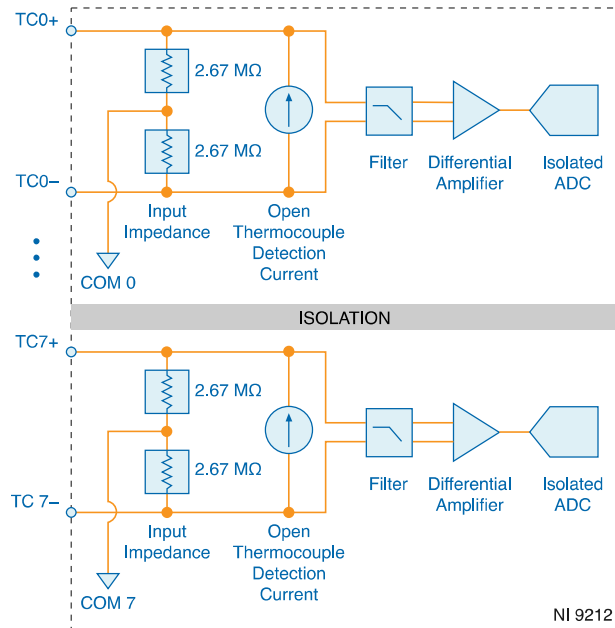 TC0+
2.67 MΩ
2.67 MΩ
TC0–
Input
Impedance
Open
Thermocouple
Detection
Current
Filter
Differential
Amplifier
Isolated
ADC
COM 0
ISOLATION
TC7+
2.67 MΩ
2.67 MΩ
TC 7–
Input
Impedance
Open
Thermocouple
Detection
Current
Filter
Differential
Amplifier
Isolated
ADC
COM 7
NI 9212